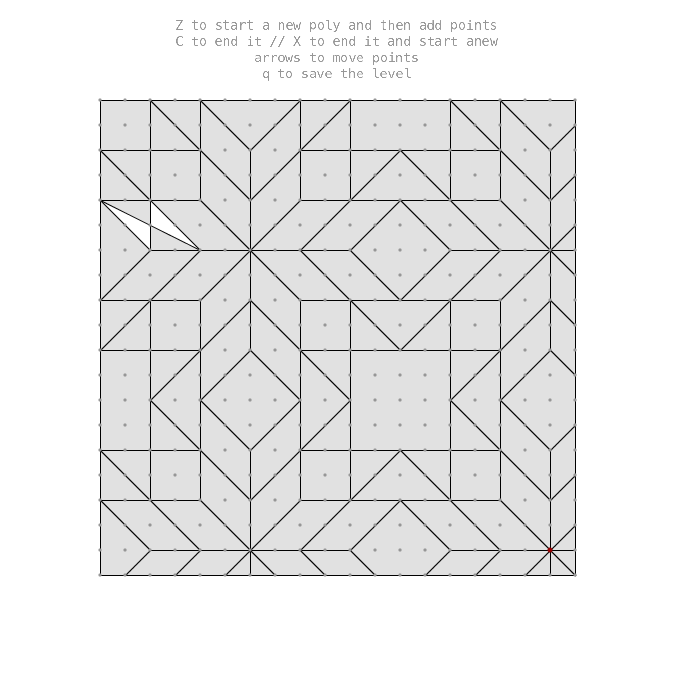 Z to start a new poly and then add points
C to end it // X to end it and start anew
arrows to move points
q to save the level